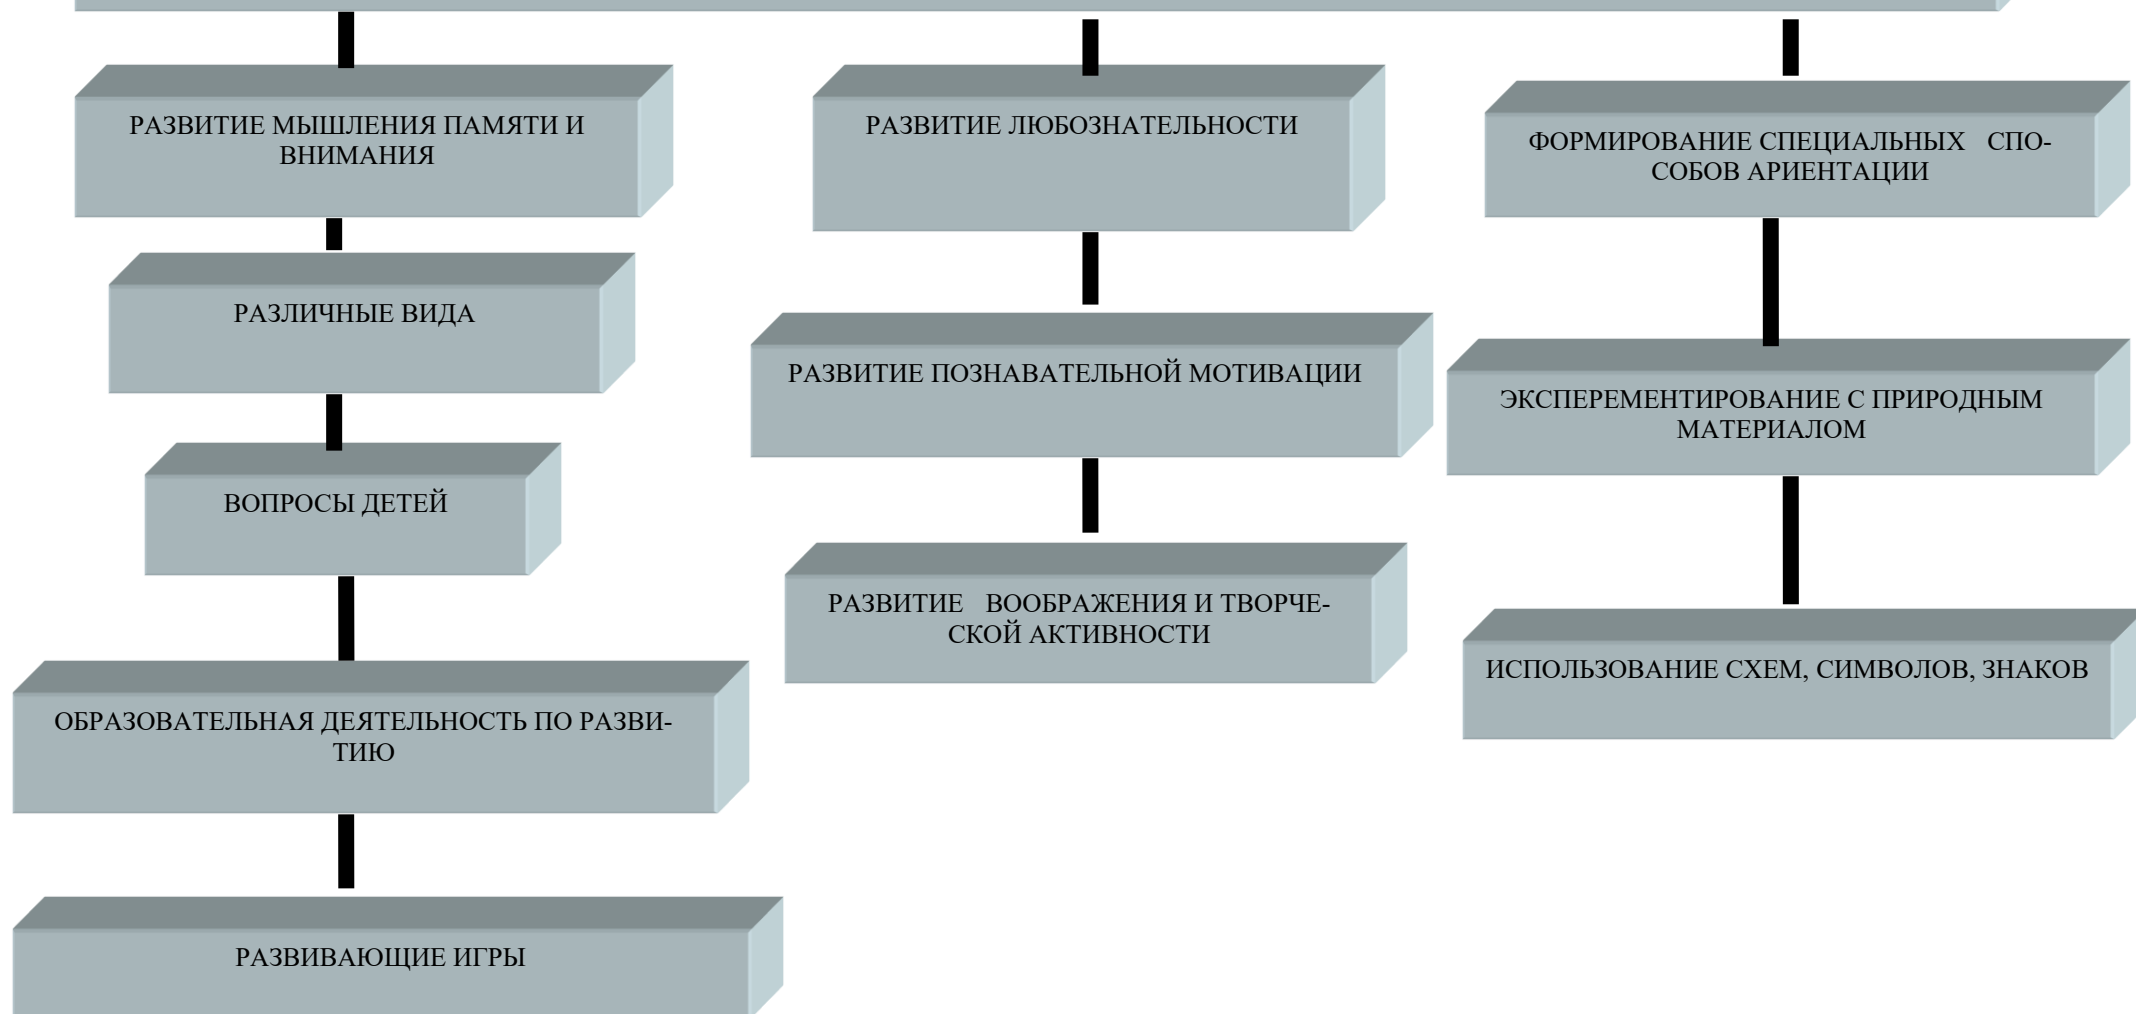 РАЗВИТИЕ МЫШЛЕНИЯ ПАМЯТИ И
ВНИМАНИЯ
РАЗЛИЧНЫЕ ВИДА
ВОПРОСЫ ДЕТЕЙ
ОБРАЗОВАТЕЛЬНАЯ ДЕЯТЕЛЬНОСТЬ ПО РАЗВИ-
ТИЮ
РАЗВИВАЮЩИЕ ИГРЫ
РАЗВИТИЕ ЛЮБОЗНАТЕЛЬНОСТИ
РАЗВИТИЕ ПОЗНАВАТЕЛЬНОЙ МОТИВАЦИИ
РАЗВИТИЕ ВООБРАЖЕНИЯ И ТВОРЧЕ-
СКОЙ АКТИВНОСТИ
ФОРМИРОВАНИЕ СПЕЦИАЛЬНЫХ СПО-
СОБОВ АРИЕНТАЦИИ
ЭКСПЕРЕМЕНТИРОВАНИЕ С ПРИРОДНЫМ
МАТЕРИАЛОМ
ИСПОЛЬЗОВАНИЕ СХЕМ, СИМВОЛОВ, ЗНАКОВ